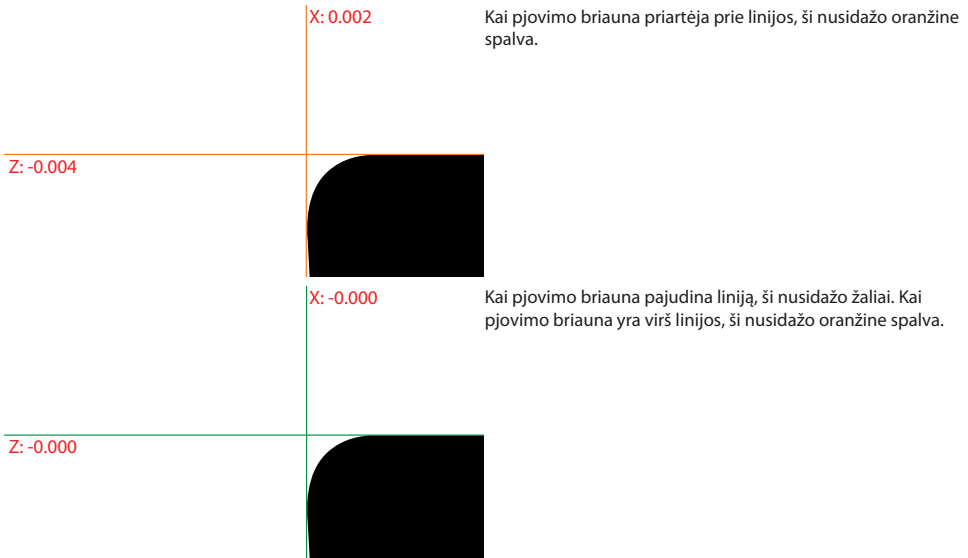 X: 0.002
Kai pjovimo briauna priartėja prie linijos, ši nusidažo oranžine
spalva.
Z: -0.004
X: -0.000
Kai pjovimo briauna pajudina liniją, ši nusidažo žaliai. Kai
pjovimo briauna yra virš linijos, ši nusidažo oranžine spalva.
Z: -0.000